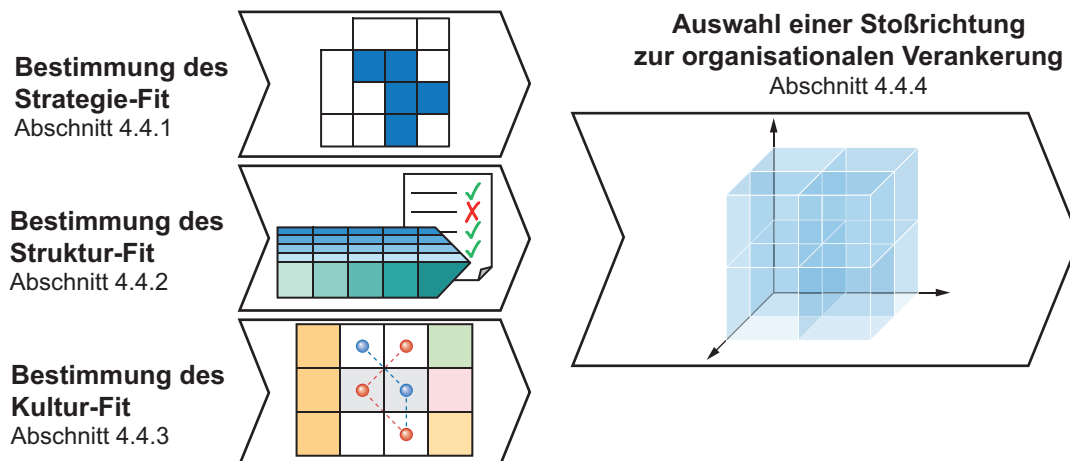 Bestimmung des
Strategie-Fit
Abschnitt 4.4.1
Bestimmung des
Struktur-Fit
Abschnitt 4.4.2
Bestimmung des
Kultur-Fit
Abschnitt 4.4.3
Auswahl einer Stoßrichtung
zur organisationalen Verankerung
Abschnitt 4.4.4